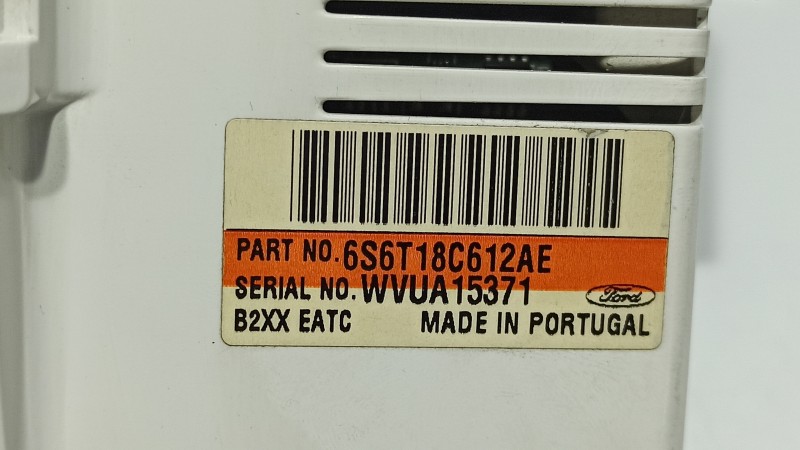 PART NO. 6S6T18C612AE
SERIAL NO. WVUA15371
Ford
B2XX EATC MADE IN PORTUGAL